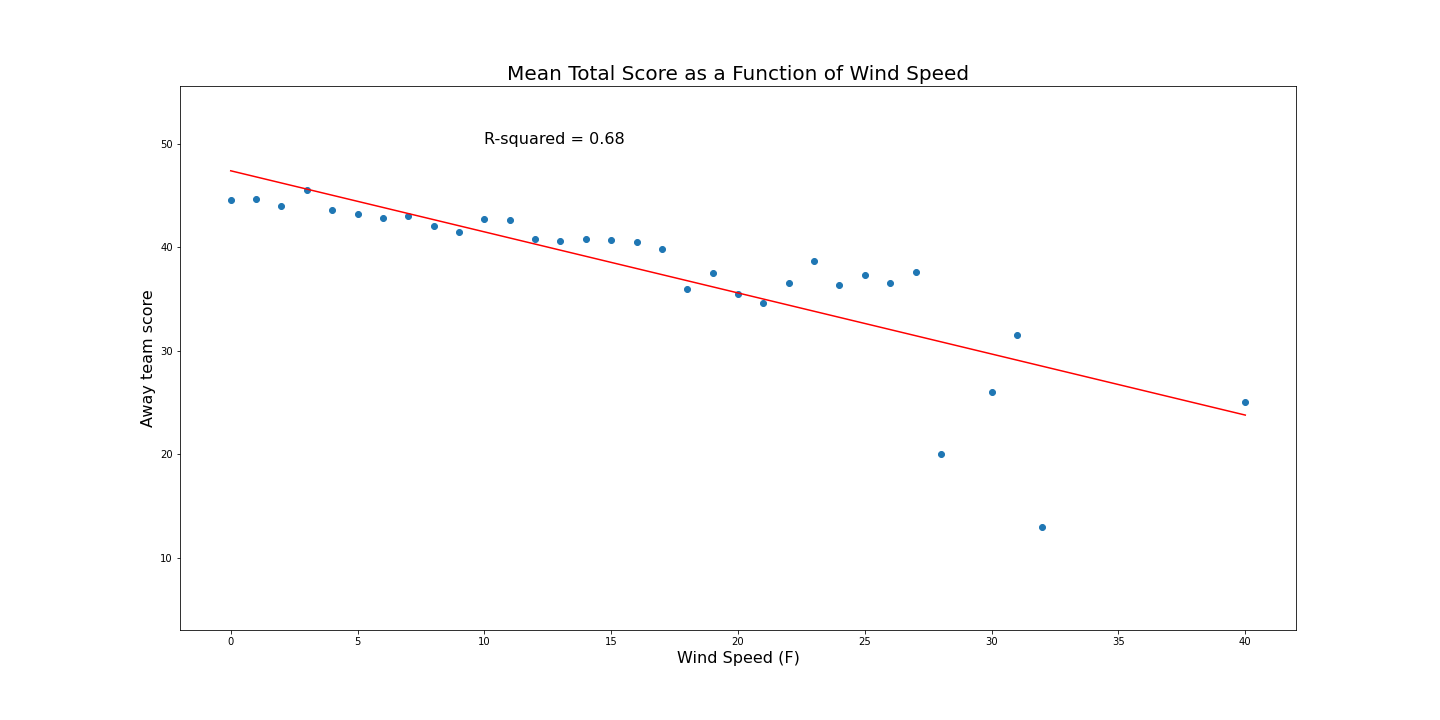 Mean Total Score as a Function of Wind Speed
R-squared = 0.68
50
40
30
20
10
Away team score
0 5 10 15 20 25 30 35 40
Wind Speed (F)